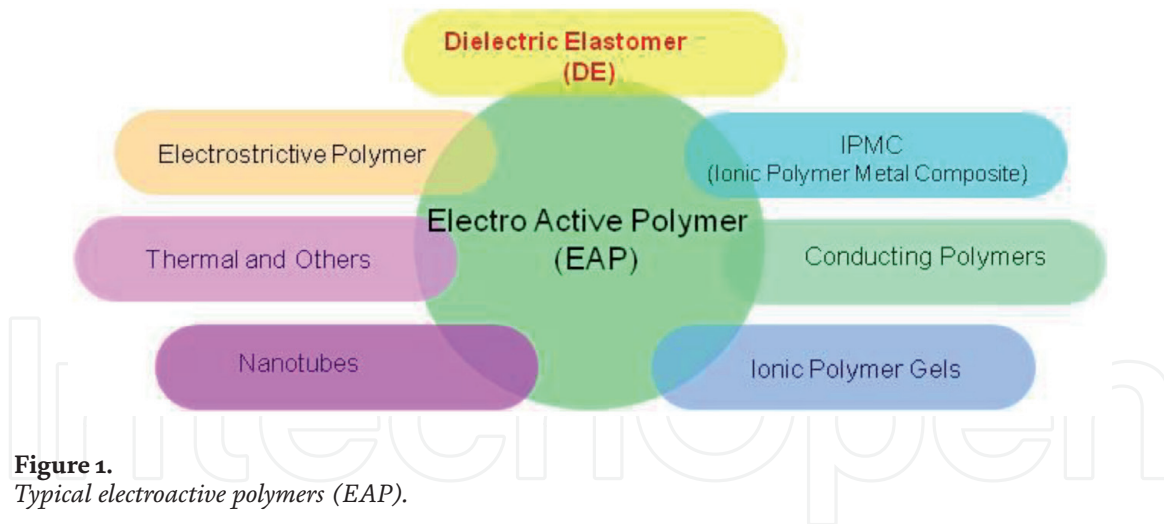 Dielectric Elastomer
(DE)
Electrostrictive Polymer
IPMC
(Ionic Polymer Metal Composite)
Electro Active Polymer
(EAP)
Thermal and Others
Conducting Polymers
Nanotubes
Ionic Polymer Gels
IntechOpen
Figure 1.
Typical electroactive polymers (EAP).